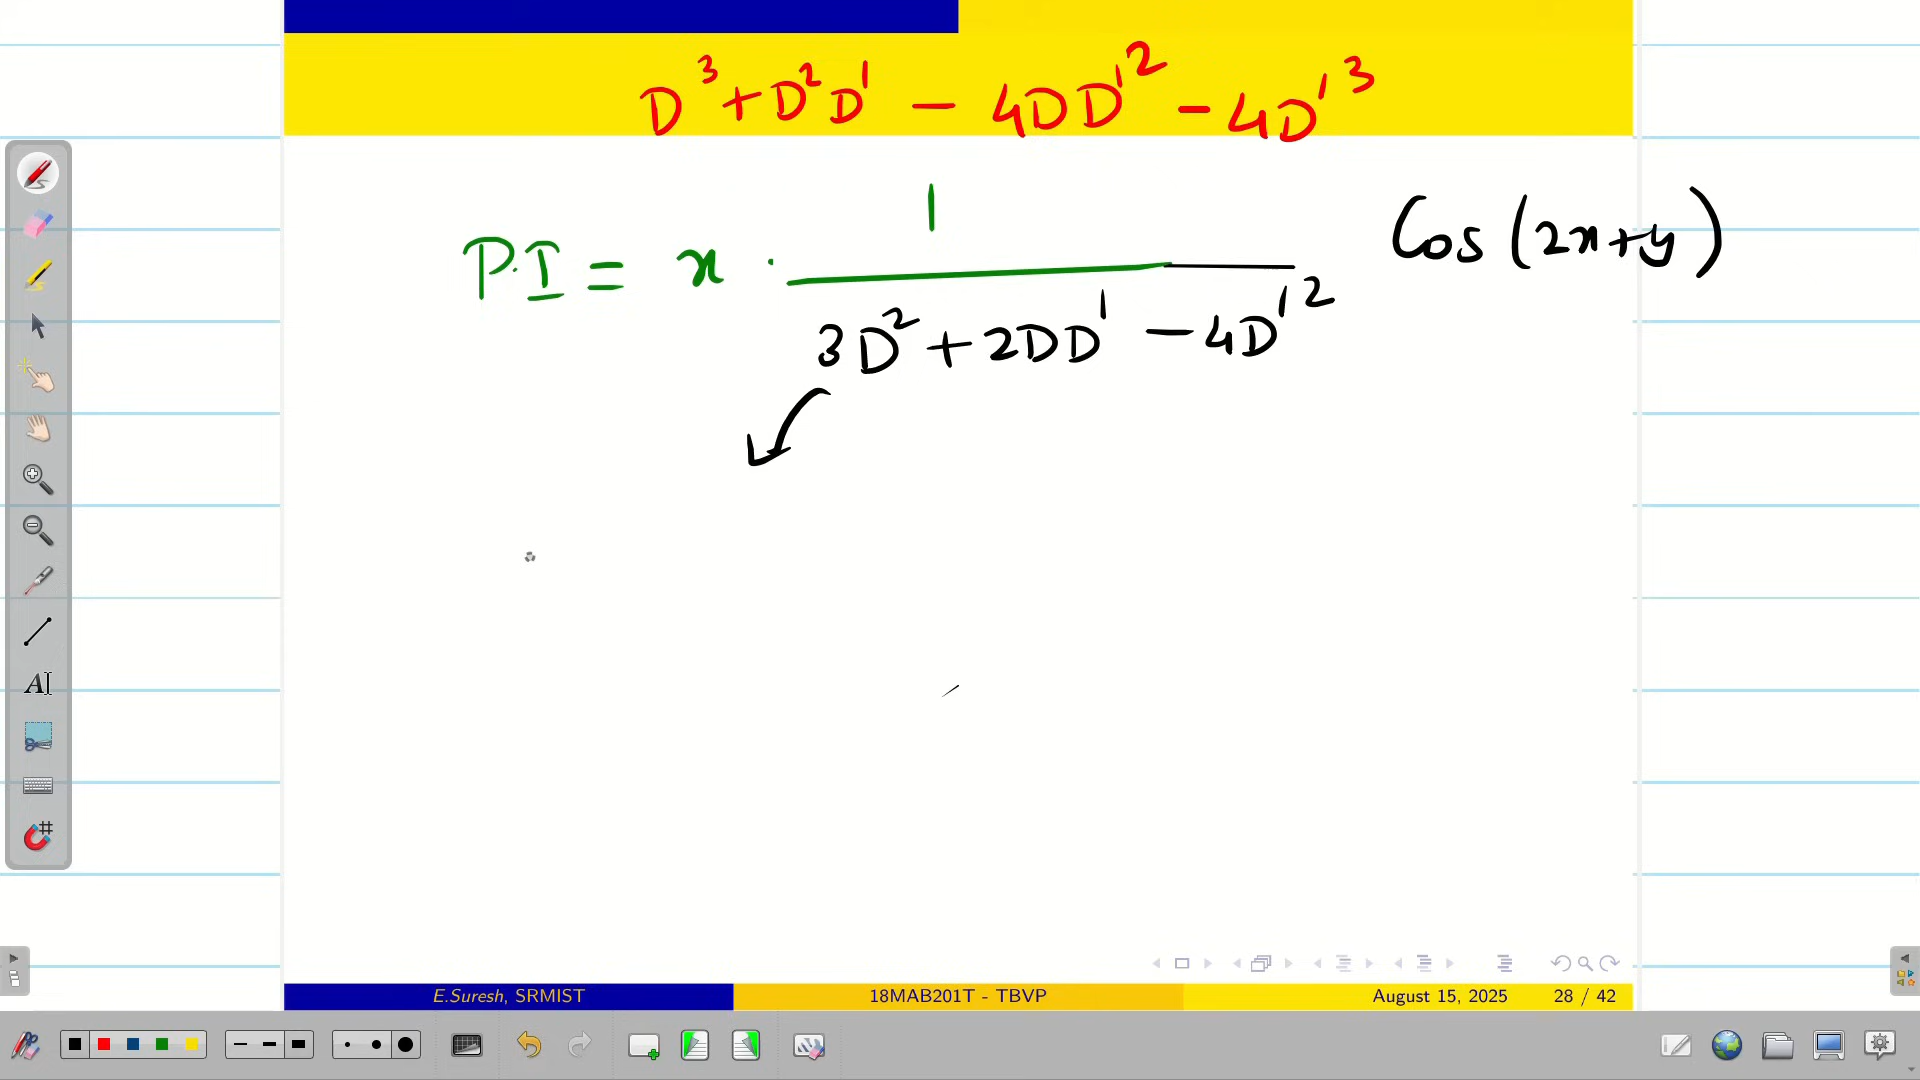 D³ + D²D' - 4DD'² - 4D'³
P.I = x · 1 / (3D² + 2DD' - 4D'²) Cos (2x+y)
E.Suresh, SRMIST 18MAB201T - TBVP August 15, 2025 28 / 42